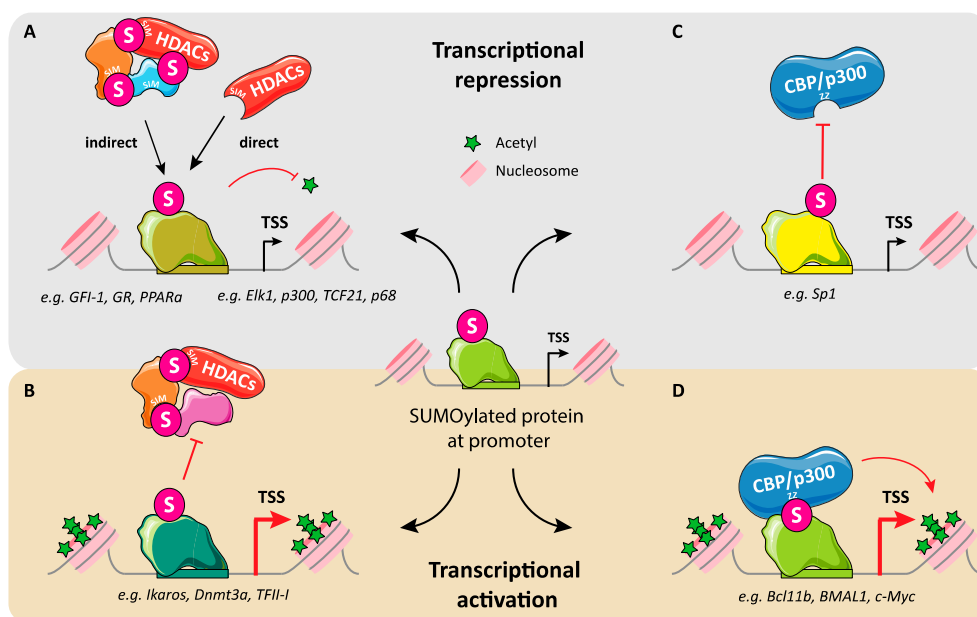 A
S
SIM
HDACs
SIM
S
SIM
S
SIM
HDACs
indirect
direct
S
TSS
e.g. GFI-1, GR, PPARa
e.g. Elk1, p300, TCF21, p68
Transcriptional
repression
Acetyl
Nucleosome
C
CBP/p300
ZZ
S
TSS
e.g. Sp1
S
TSS
SUMOylated protein
at promoter
B
S
SIM
HDACs
SIM
S
S
TSS
e.g. Ikaros, Dnmt3a, TFII-I
Transcriptional
activation
D
CBP/p300
ZZ
S
TSS
e.g. Bcl11b, BMAL1, c-Myc